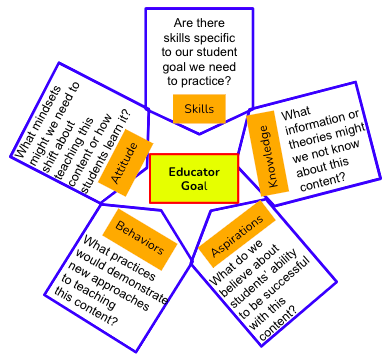 Are there
skills specific
to our student
goal we need
to practice?
Skills
What
information or
theories might
we not know
about this
content?
Knowledge
What do we
believe about
students' ability
to be successful
with this
content?
Aspirations
What practices
would demonstrate
new approaches
to teaching
this content?
Behaviors
What mindsets
might we need to
shift about
teaching this
content or how
students learn it?
Attitude
Educator
Goal